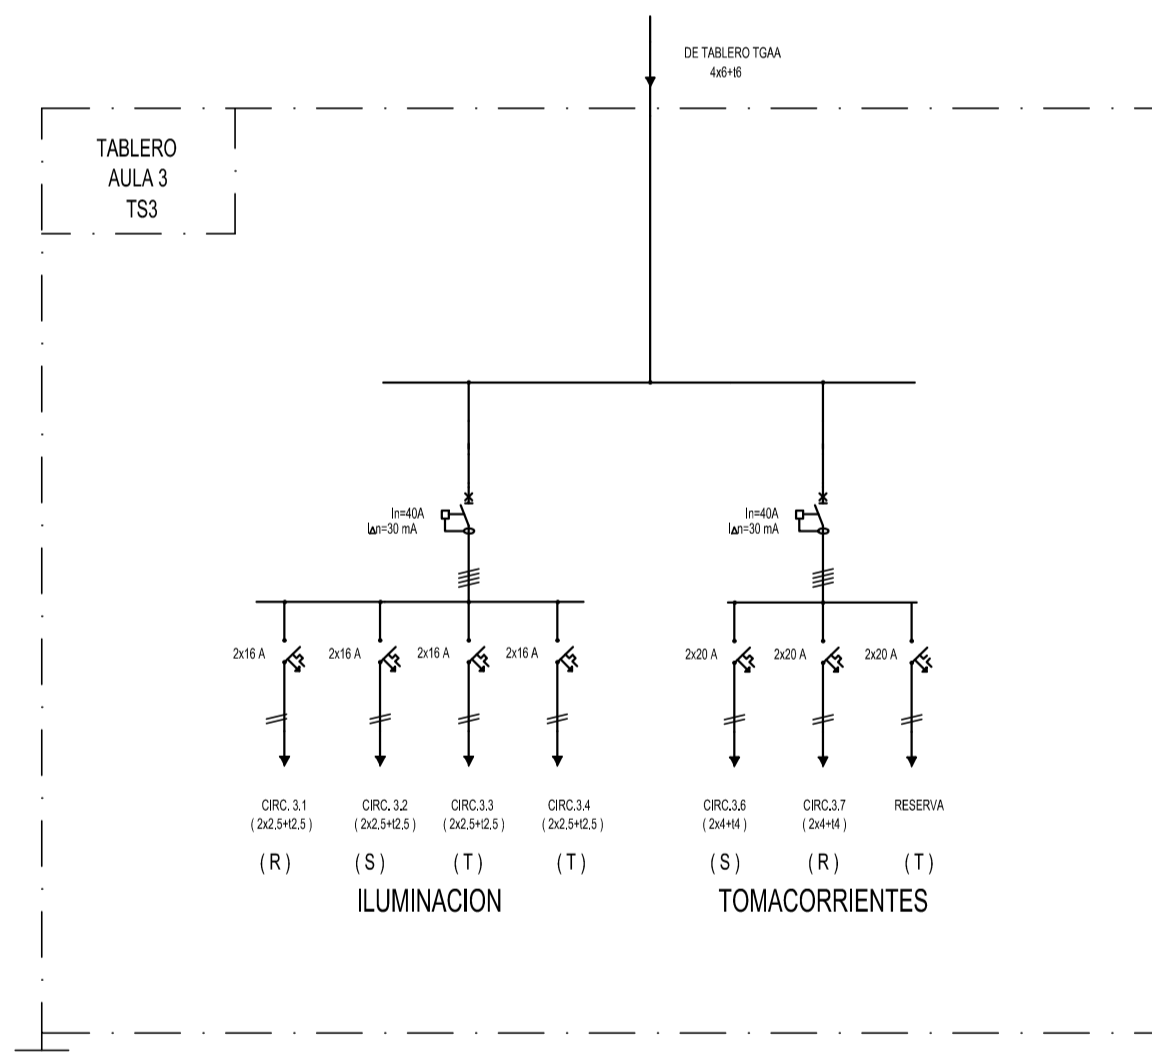 DE TABLERO TGAA
4x6+t6
TABLERO
AULA 3
TS3
In=40A
IΔn=30 mA
In=40A
IΔn=30 mA
2x16 A
2x16 A
2x16 A
2x16 A
2x20 A
2x20 A
2x20 A
CIRC. 3.1
( 2x2.5+t2.5 )
CIRC. 3.2
( 2x2.5+t2.5 )
CIRC.3.3
( 2x2.5+t2.5 )
CIRC.3.4
( 2x2.5+t2.5 )
CIRC.3.6
( 2x4+t4 )
CIRC.3.7
( 2x4+t4 )
RESERVA
( R )
( S )
( T )
( T )
( S )
( R )
( T )
ILUMINACION
TOMACORRIENTES